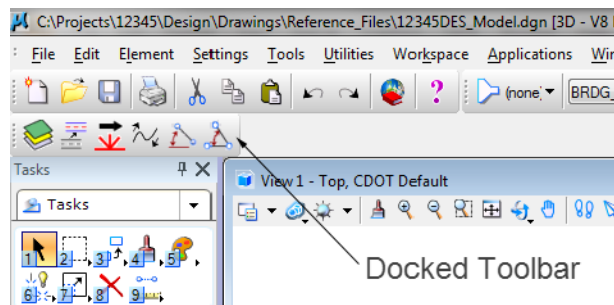 C:\Projects\12345\Design\Drawings\Reference_Files\12345DES_Model.dgn [3D - V8
File Edit Element Settings Tools Utilities Workspace Applications
(none) BRDG_
Tasks
View 1 - Top, CDOT Default
Tasks
1 2 3 4 5
Docked Toolbar
6 7 8 9